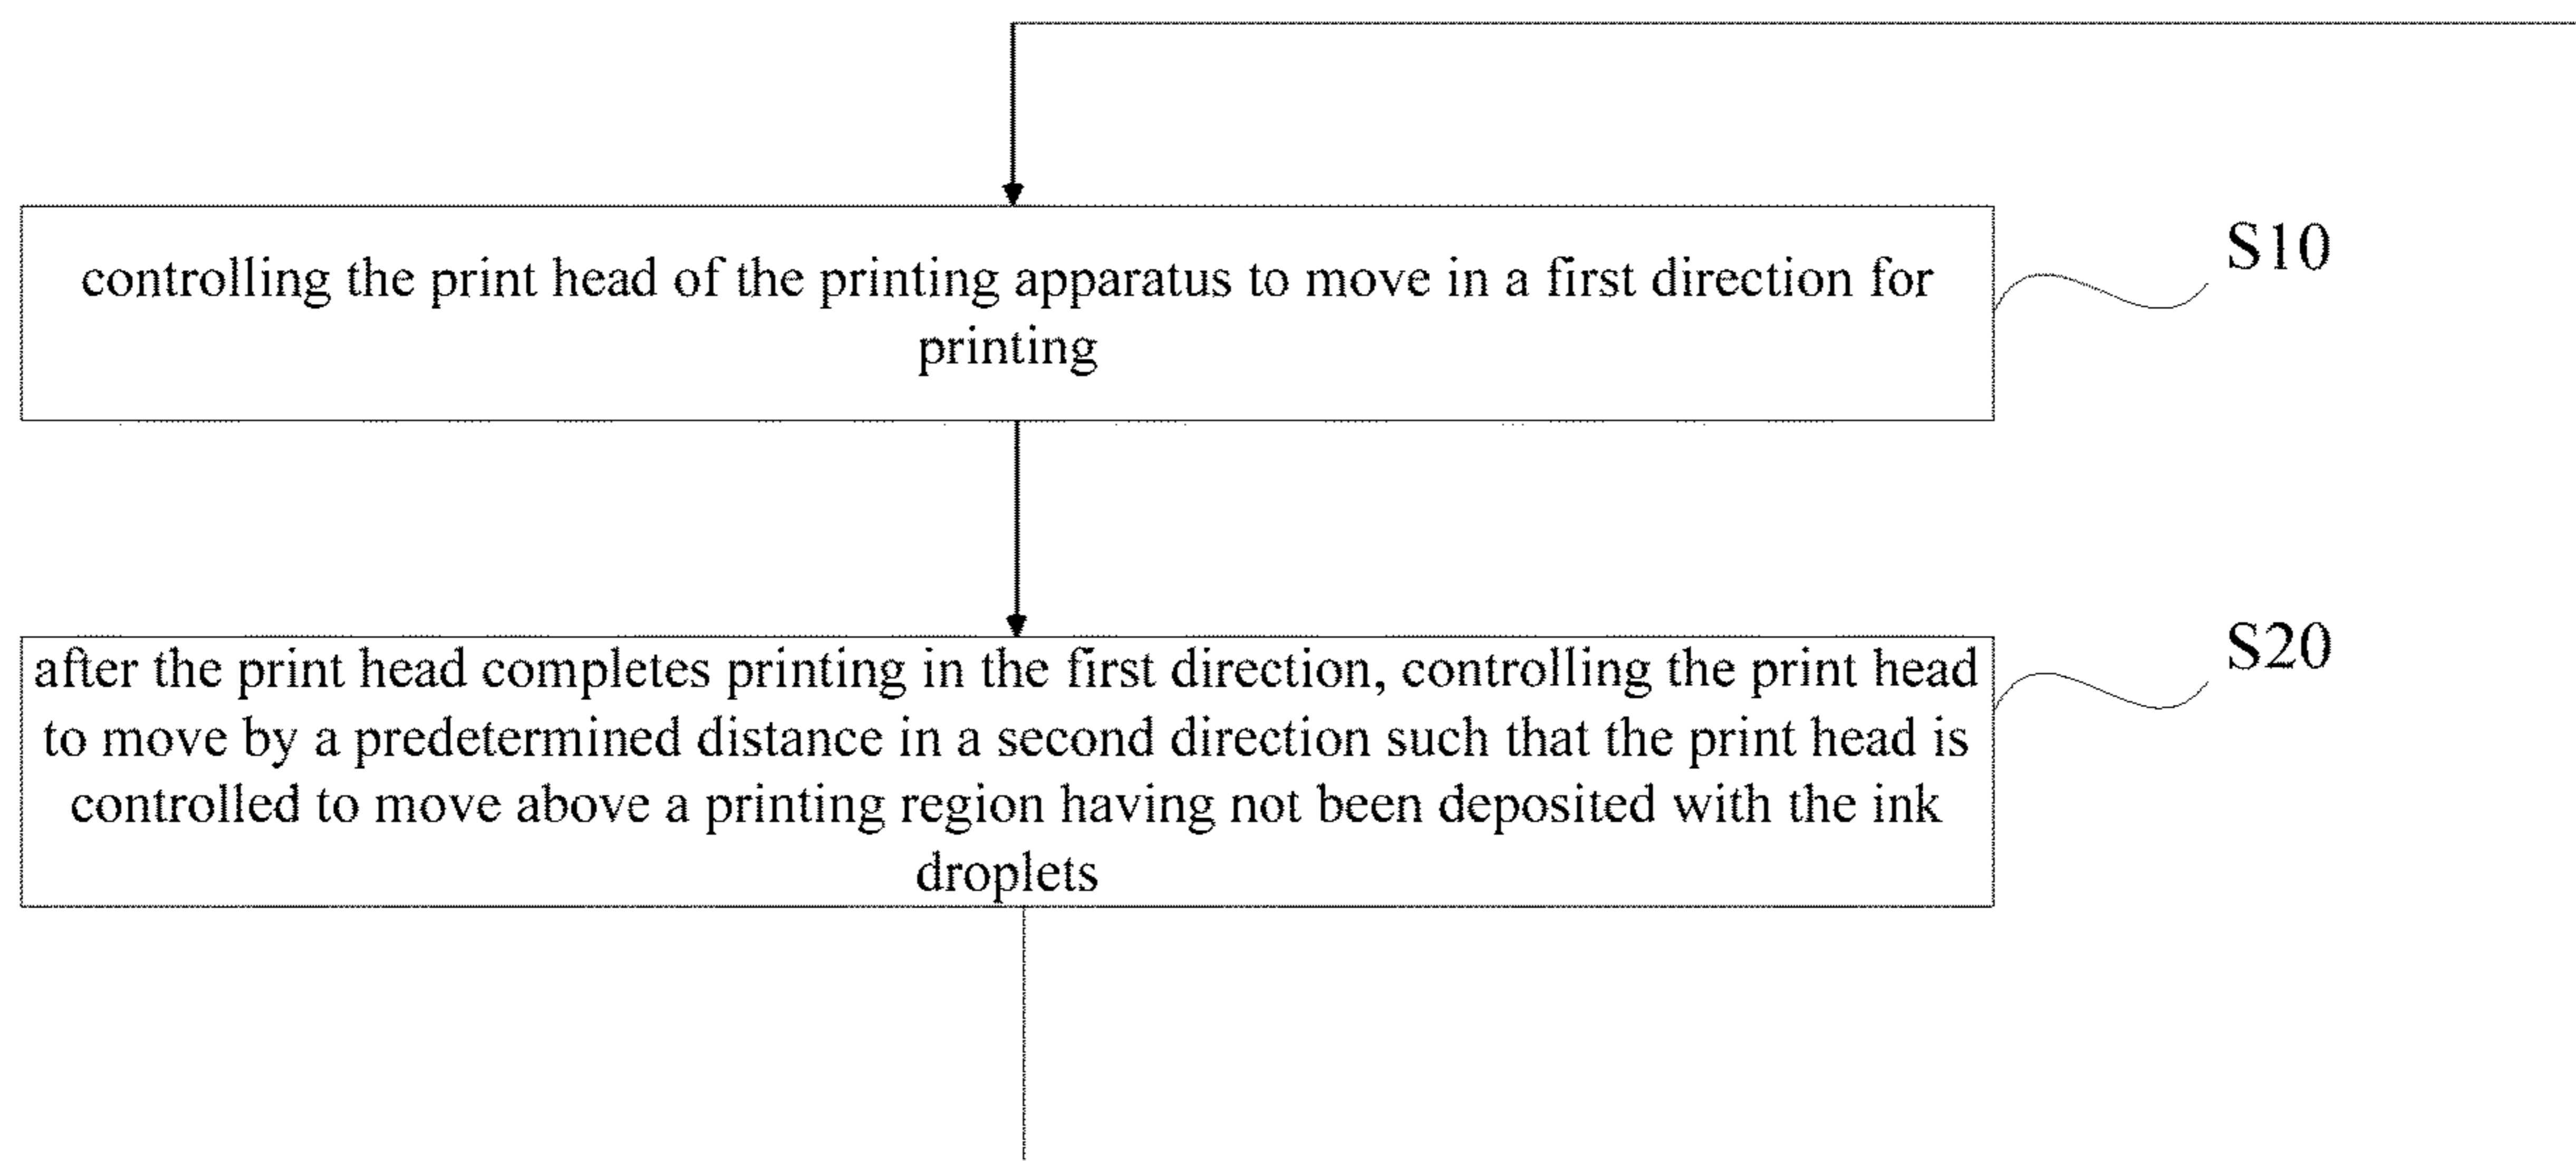 controlling the print head of the printing apparatus to move in a first direction for
printing
S10
after the print head completes printing in the first direction, controlling the print head
to move by a predetermined distance in a second direction such that the print head is
controlled to move above a printing region having not been deposited with the ink
droplets
S20